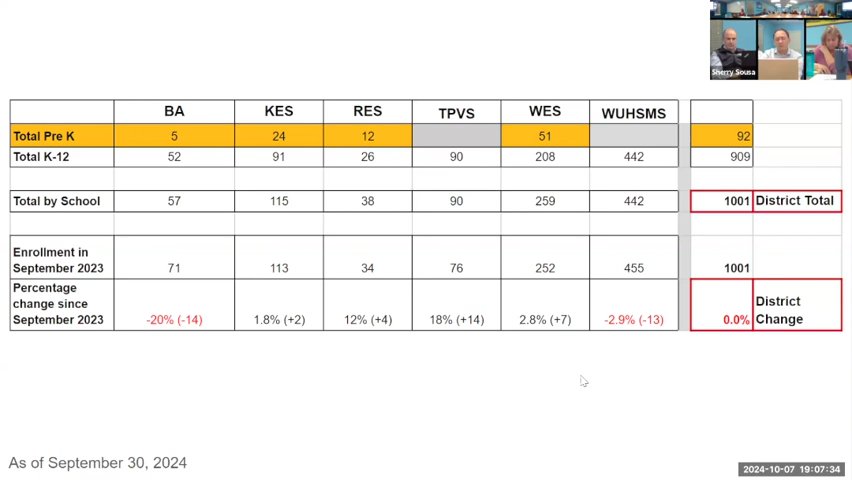 Sherry Sousa
BA KES RES TPVS WES WUHSMS
Total Pre K 5 24 12 51 92
Total K-12 52 91 26 90 208 442 909
Total by School 57 115 38 90 259 442 1001 District Total
Enrollment in
September 2023 71 113 34 76 252 455 1001
Percentage
change since
September 2023 -20% (-14) 1.8% (+2) 12% (+4) 18% (+14) 2.8% (+7) -2.9% (-13) 0.0% District
Change
As of September 30, 2024
2024-10-07 19:07:34